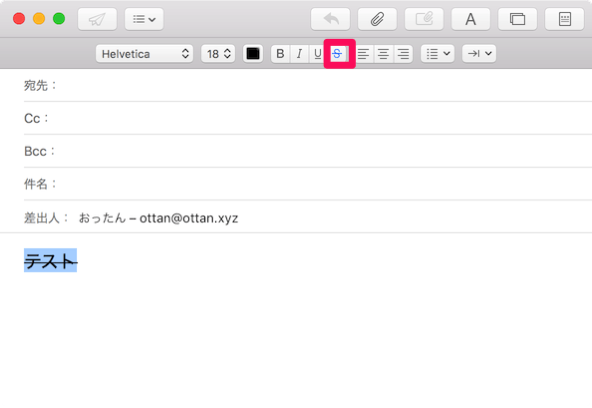 A
Helvetica 18 B I U S
宛先：
Cc：
Bcc：
件名：
差出人： おったん – ottan@ottan.xyz
テスト